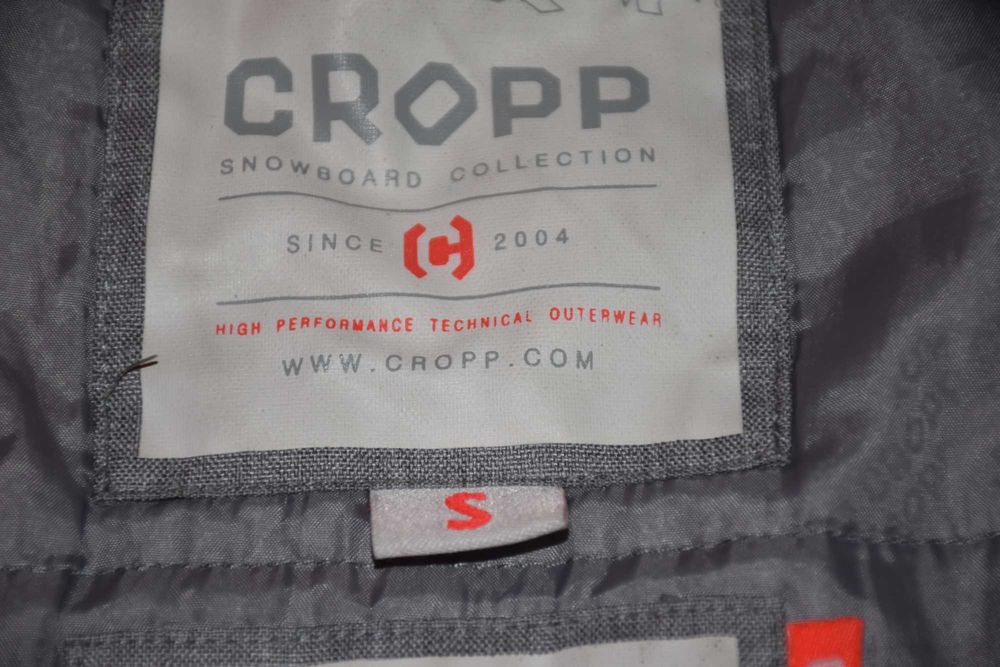 CROPP
SNOWBOARD COLLECTION
SINCE C 2004
HIGH PERFORMANCE TECHNICAL OUTERWEAR
WWW.CROPP.COM
S